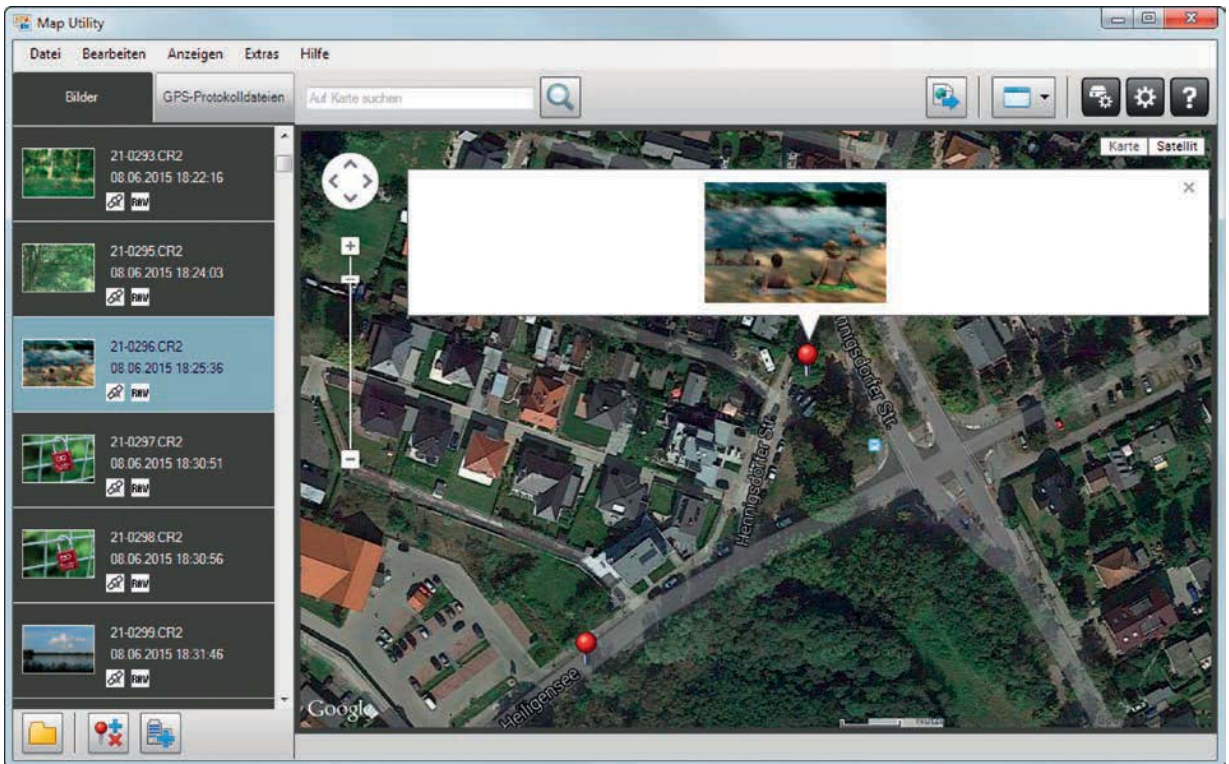 Map Utility
Datei Bearbeiten Anzeigen Extras Hilfe
Bilder
GPS-Protokolldateien
Auf Karte suchen
?
Karte
Satellit
21-0293.CR2
08.06.2015 18:22:16
RAW
21-0295.CR2
08.06.2015 18:24:03
RAW
21-0296.CR2
08.06.2015 18:25:36
RAW
21-0297.CR2
08.06.2015 18:30:51
RAW
21-0298.CR2
08.06.2015 18:30:56
RAW
21-0299.CR2
08.06.2015 18:31:46
RAW
nnigsdorfer Str.
Hennigsdorfer Str.
Heiligensee
Google